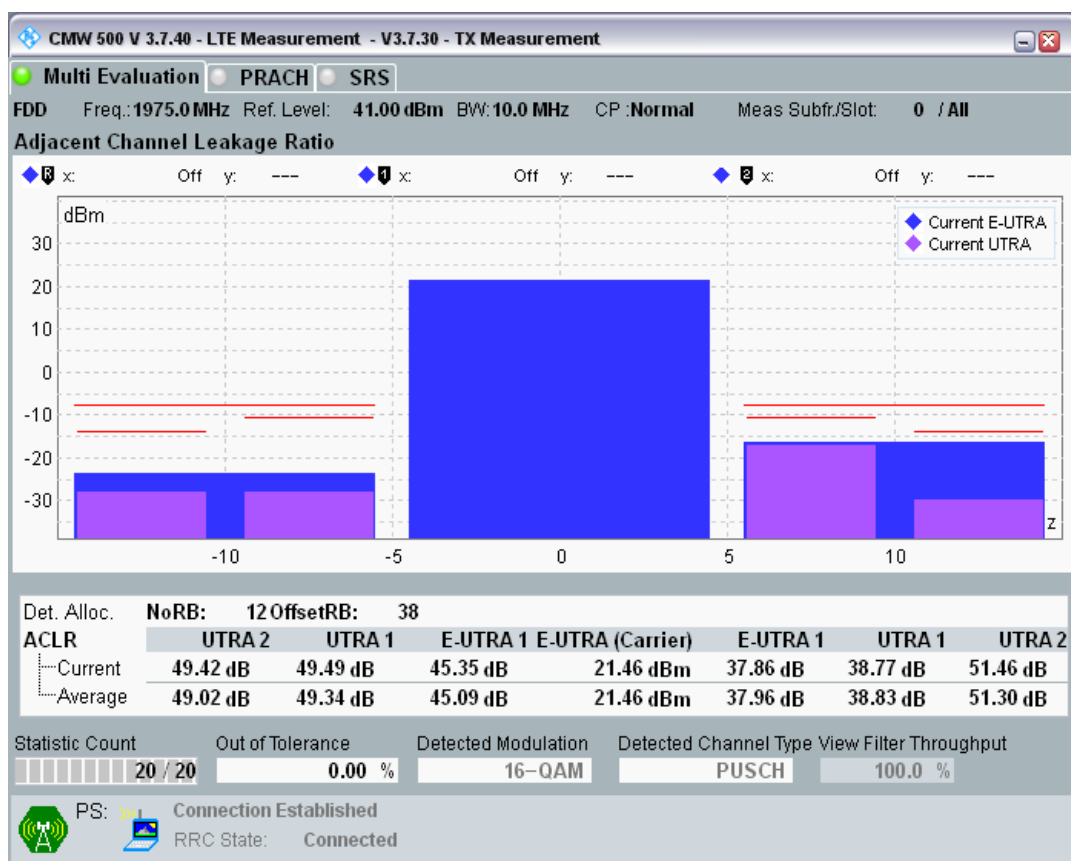 CMW 500 V 3.7.40 - LTE Measurement - V3.7.30 - TX Measurement
Multi Evaluation PRACH SRS
FDD Freq.: 1975.0 MHz Ref. Level: 41.00 dBm BW: 10.0 MHz CP :Normal Meas Subfr./Slot: 0 / All
Adjacent Channel Leakage Ratio
R x: Off y: --- 1 x: Off y: --- 2 x: Off y: ---
dBm
Current E-UTRA
Current UTRA
30
20
10
0
-10
-20
-30
z
-10 -5 0 5 10
Det. Alloc. NoRB: 12 OffsetRB: 38
ACLR UTRA 2 UTRA 1 E-UTRA 1 E-UTRA (Carrier) E-UTRA 1 UTRA 1 UTRA 2
Current 49.42 dB 49.49 dB 45.35 dB 21.46 dBm 37.86 dB 38.77 dB 51.46 dB
Average 49.02 dB 49.34 dB 45.09 dB 21.46 dBm 37.96 dB 38.83 dB 51.30 dB
Statistic Count Out of Tolerance Detected Modulation Detected Channel Type View Filter Throughput
20 / 20 0.00 % 16-QAM PUSCH 100.0 %
PS: Connection Established
RRC State: Connected